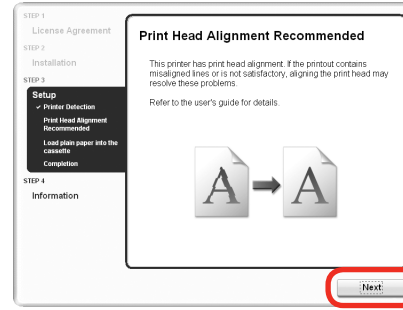 STEP 1
License Agreement
STEP 2
Installation
STEP 3
Setup
✓ Printer Detection
Print Head Alignment
Recommended
Load plain paper into the
cassette
Completion
STEP 4
Information
Print Head Alignment Recommended
This printer has print head alignment. If the printout contains
misaligned lines or is not satisfactory, aligning the print head may
resolve these problems.
Refer to the user's guide for details.
A A
Next